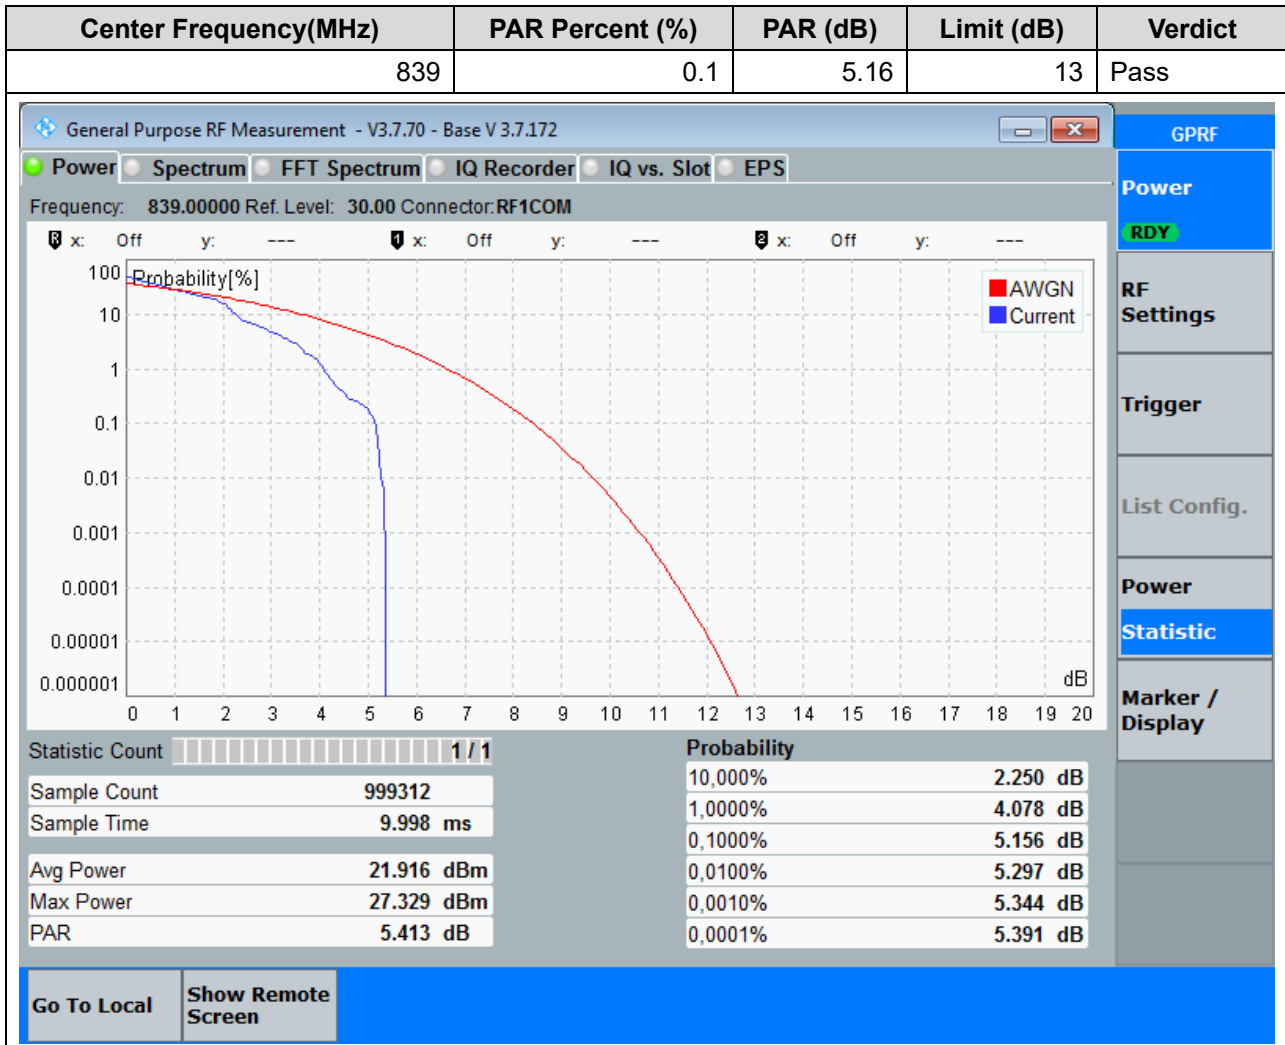 Center Frequency(MHz) PAR Percent (%) PAR (dB) Limit (dB) Verdict
839 0.1 5.16 13 Pass
General Purpose RF Measurement - V3.7.70 - Base V 3.7.172
GPRF
Power Spectrum FFT Spectrum IQ Recorder IQ vs. Slot EPS
Frequency: 839.00000 Ref. Level: 30.00 Connector: RF1COM
R x: Off y: --- 1 x: Off y: --- 2 x: Off y: ---
Probability[%]
AWGN
Current
100
10
1
0.1
0.01
0.001
0.0001
0.00001
0.000001
dB
0 1 2 3 4 5 6 7 8 9 10 11 12 13 14 15 16 17 18 19 20
Statistic Count 1 / 1
Sample Count 999312
Sample Time 9.998 ms
Avg Power 21.916 dBm
Max Power 27.329 dBm
PAR 5.413 dB
Probability
10,000% 2.250 dB
1,0000% 4.078 dB
0,1000% 5.156 dB
0,0100% 5.297 dB
0,0010% 5.344 dB
0,0001% 5.391 dB
Power
RDY
RF
Settings
Trigger
List Config.
Power
Statistic
Marker /
Display
Go To Local
Show Remote
Screen